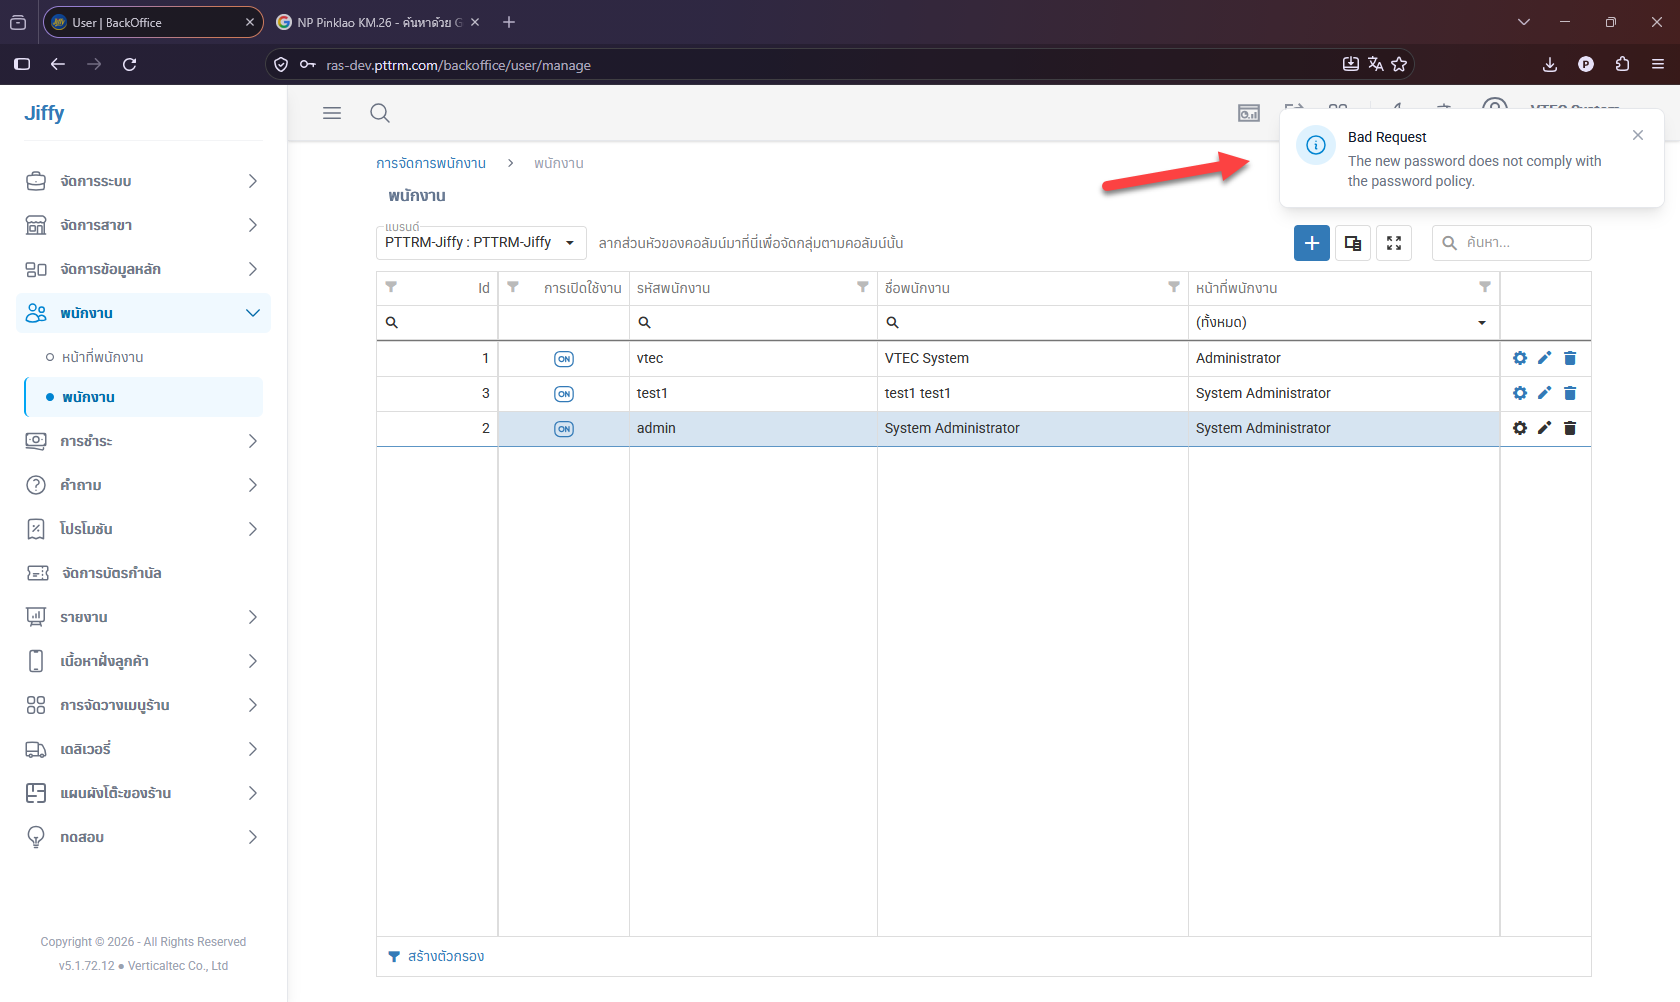 User | BackOffice
NP Pinklao KM.26 - ค้นหาด้วย G
ras-dev.pttrm.com/backoffice/user/manage
Jiffy
จัดการระบบ
จัดการสาขา
จัดการข้อมูลหลัก
พนักงาน
หน้าที่พนักงาน
พนักงาน
การชำระ
คำถาม
โปรโมชัน
จัดการบัตรกำนัล
รายงาน
เนื้อหาฝั่งลูกค้า
การจัดวางเมนูร้าน
เดลิเวอรี่
แผนผังโต๊ะของร้าน
ทดสอบ
Copyright © 2026 - All Rights Reserved
v5.1.72.12 ● Verticaltec Co., Ltd
Bad Request
The new password does not comply with
the password policy.
การจัดการพนักงาน > พนักงาน
พนักงาน
แบรนด์
PTTRM-Jiffy : PTTRM-Jiffy
ลากส่วนหัวของคอลัมน์มาที่นี่เพื่อจัดกลุ่มตามคอลัมน์นั้น
ค้นหา...
Id การเปิดใช้งาน รหัสพนักงาน ชื่อพนักงาน หน้าที่พนักงาน
(ทั้งหมด)
1 ON vtec VTEC System Administrator
3 ON test1 test1 test1 System Administrator
2 ON admin System Administrator System Administrator
สร้างตัวกรอง